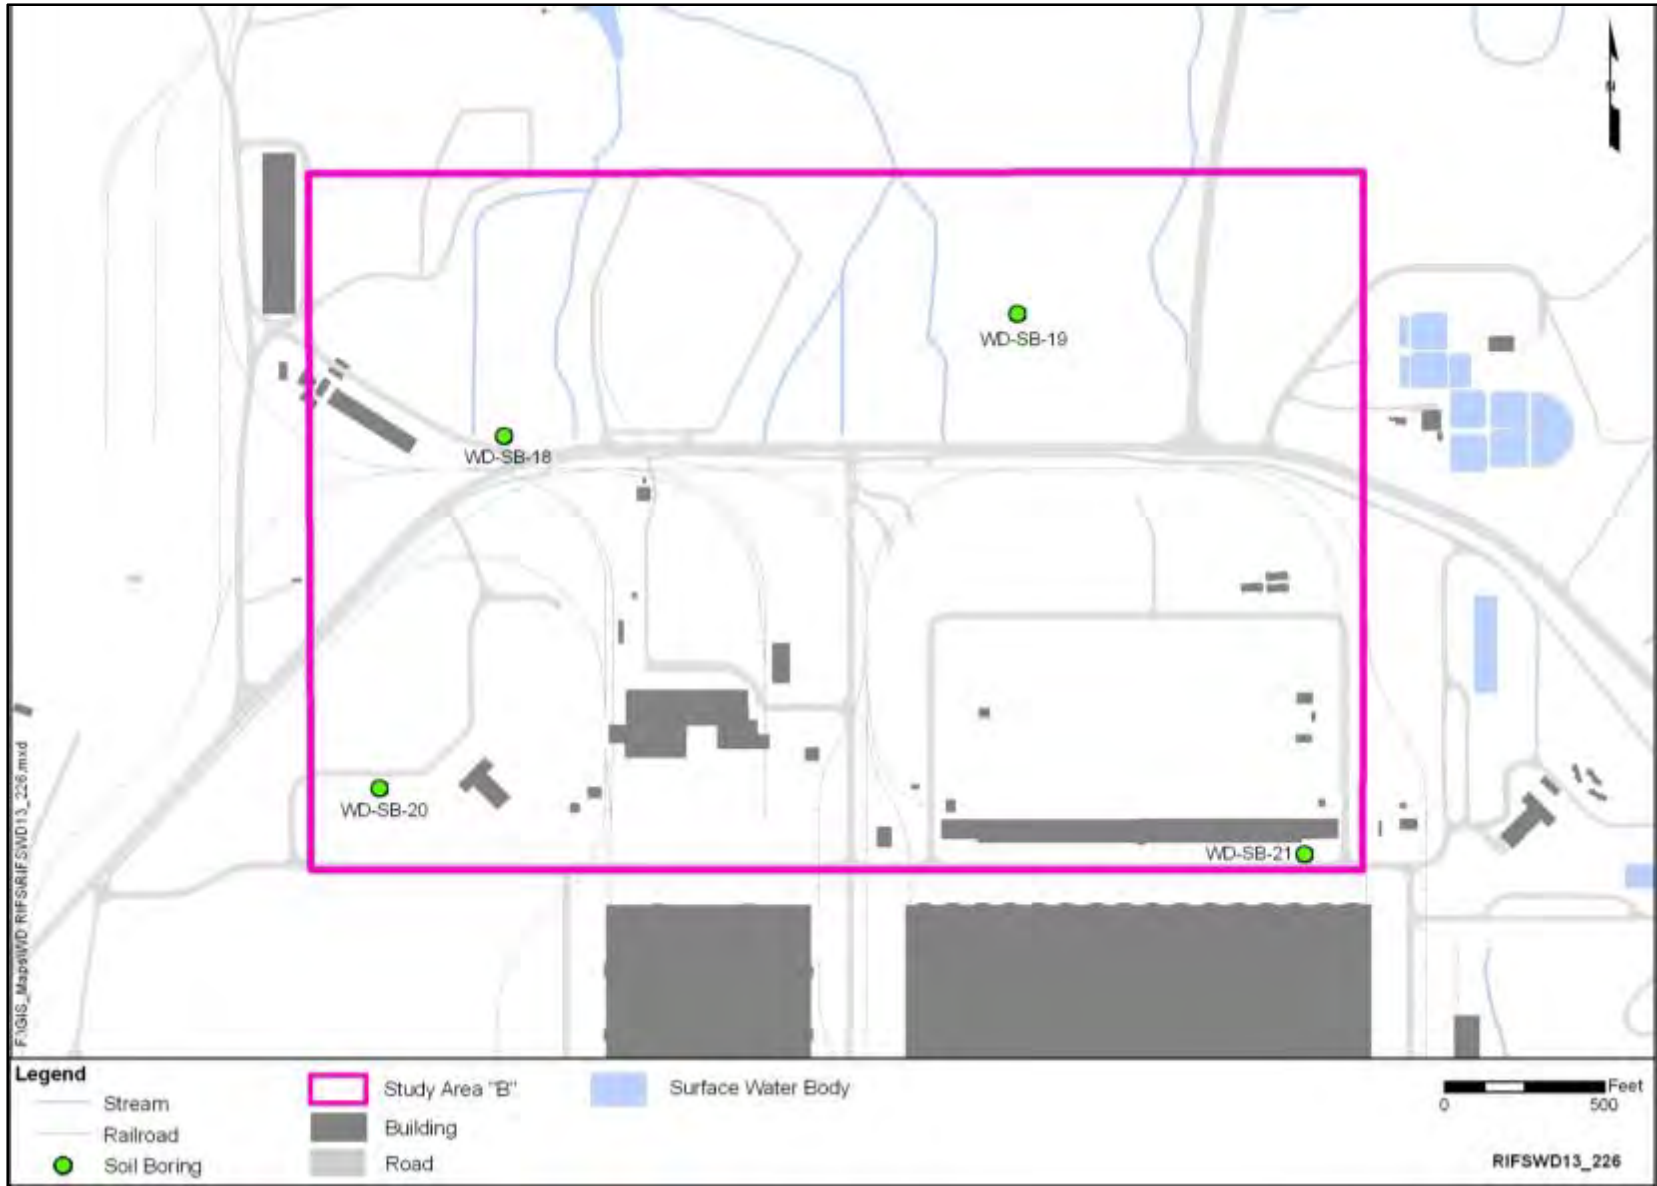 N
WD-SB-19
WD-SB-18
WD-SB-20
WD-SB-21
F:\GIS_Maps\WD RIFS\RIFSWD13_226.mxd
Legend
Stream
Railroad
Soil Boring
Study Area "B"
Building
Road
Surface Water Body
Feet
0 500
RIFSWD13_226